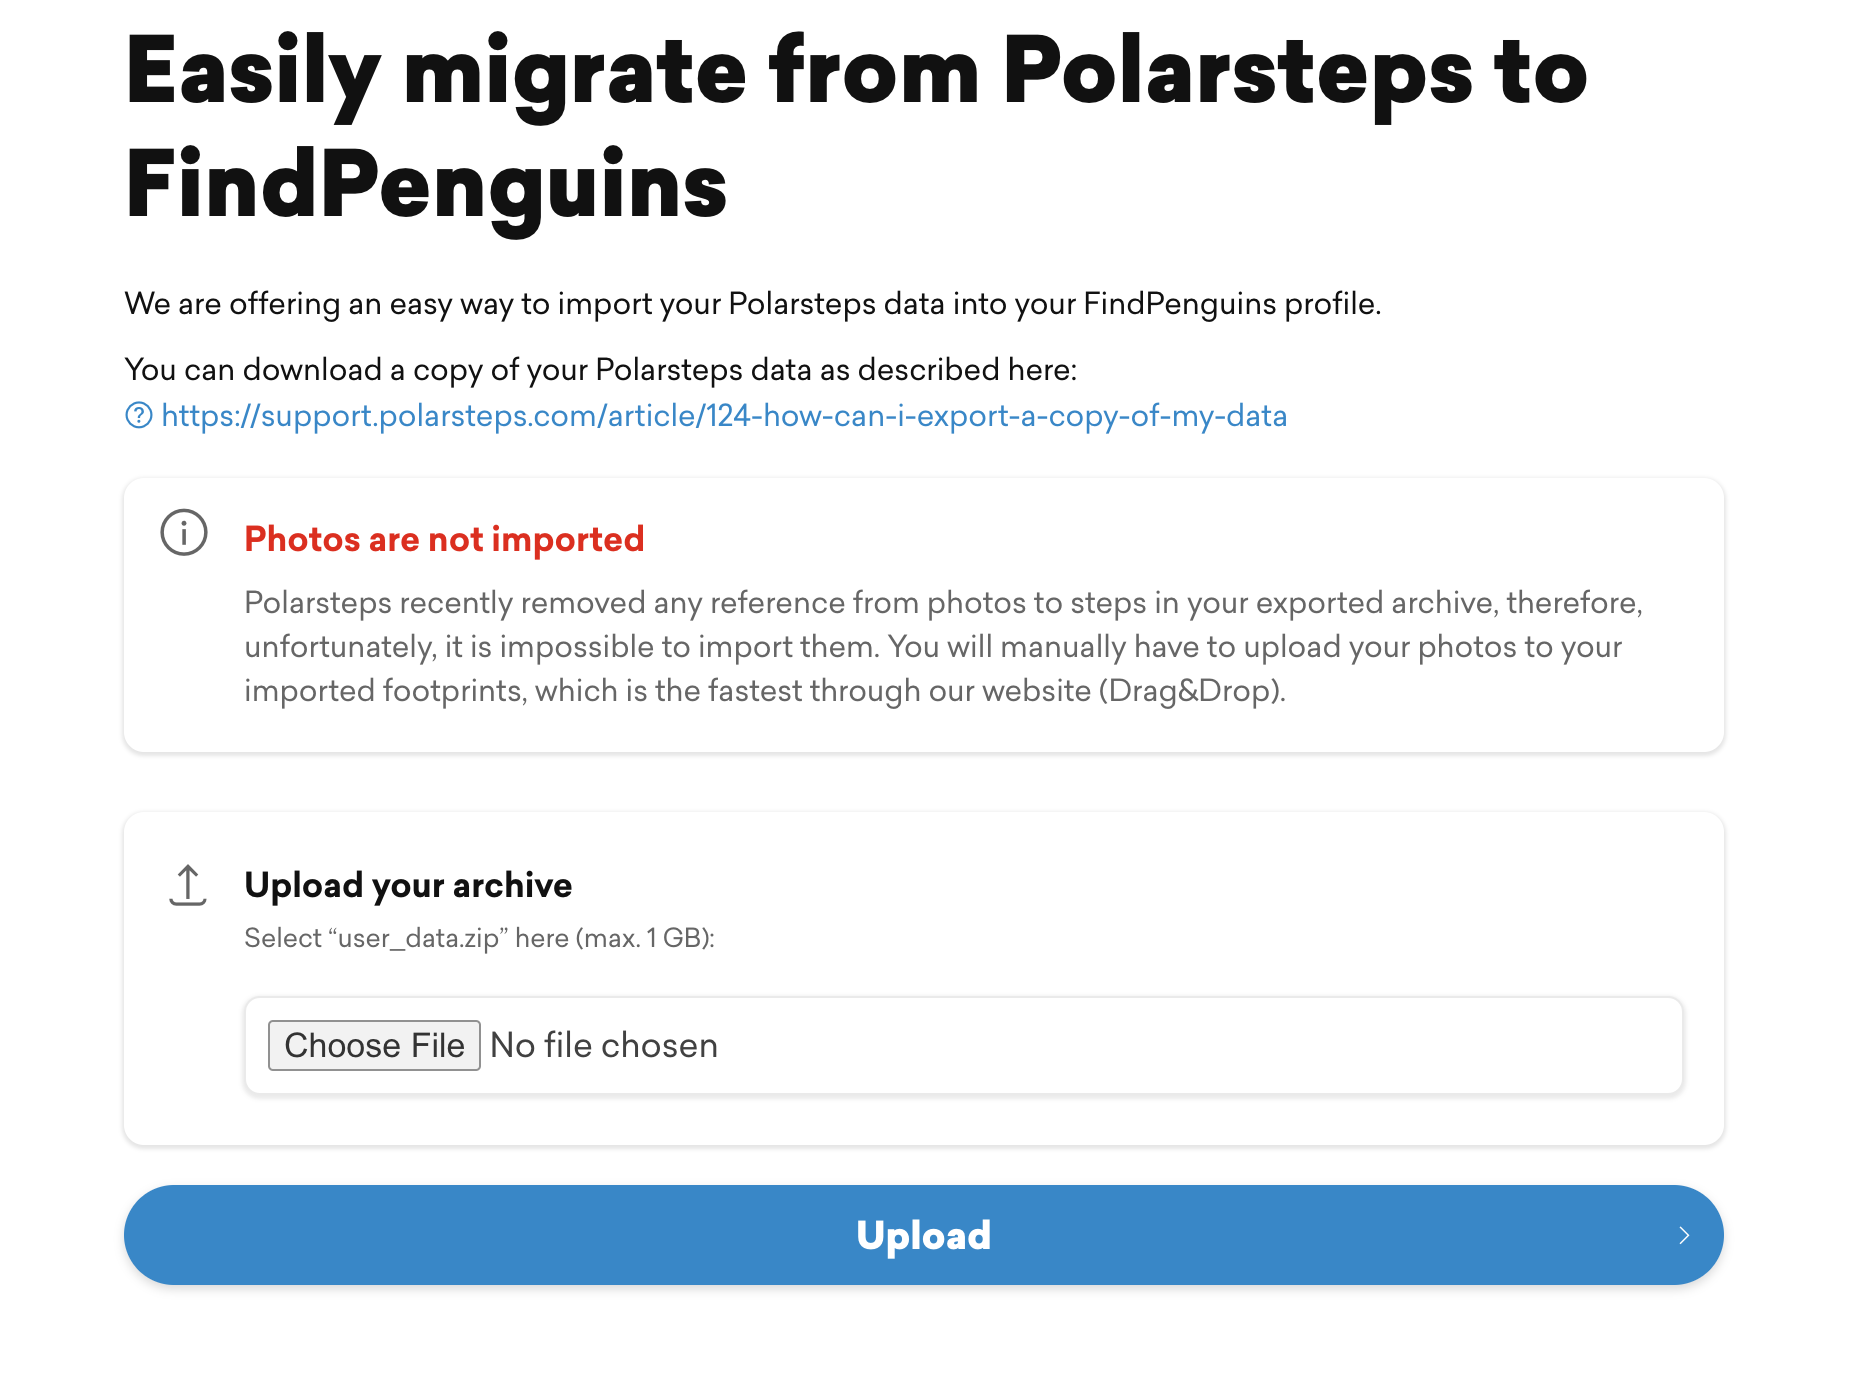 Easily migrate from Polarsteps to
FindPenguins
We are offering an easy way to import your Polarsteps data into your FindPenguins profile.
You can download a copy of your Polarsteps data as described here:
https://support.polarsteps.com/article/124-how-can-i-export-a-copy-of-my-data
Photos are not imported
Polarsteps recently removed any reference from photos to steps in your exported archive, therefore,
unfortunately, it is impossible to import them. You will manually have to upload your photos to your
imported footprints, which is the fastest through our website (Drag&Drop).
Upload your archive
Select “user_data.zip” here (max. 1 GB):
Choose File No file chosen
Upload